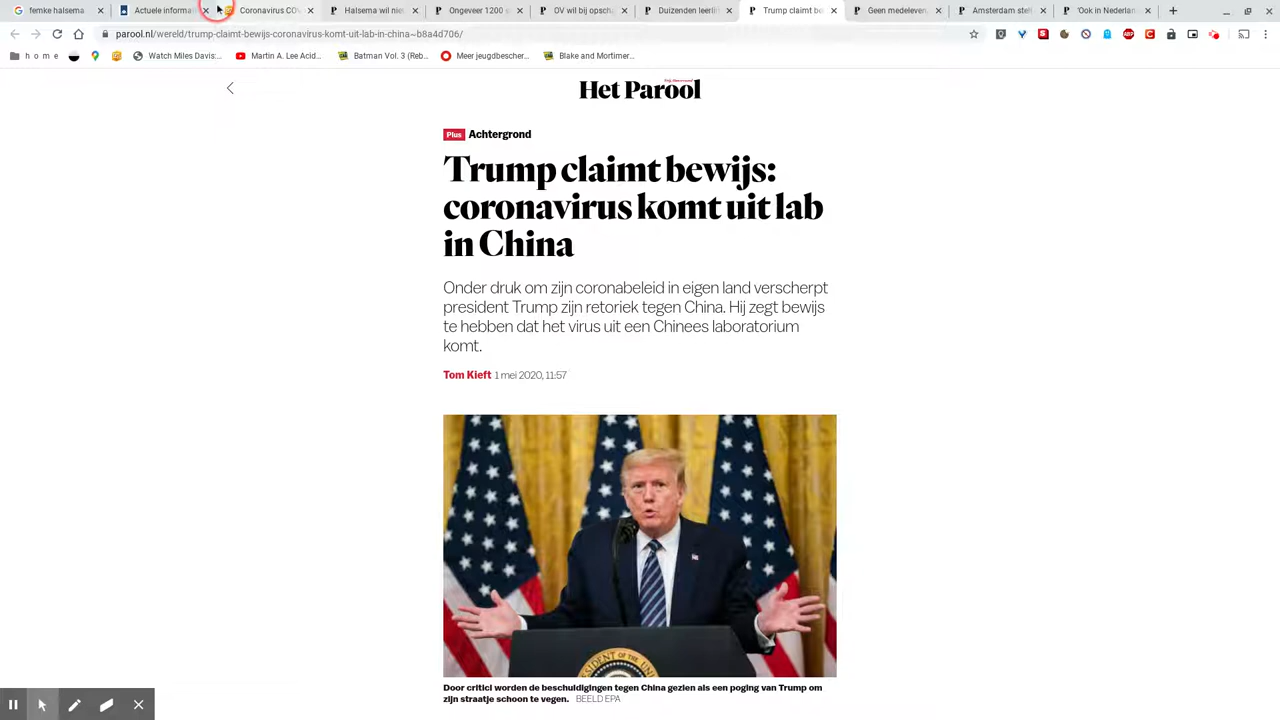 femke halsema
Actuele informa
Coronavirus CO
Halsema wil nie
Ongeveer 1200 s
OV wil bij opsch
Duizenden leerl
Trump claimt be
Geen medeleven
Amsterdam ste
'Ook in Nederlan
parool.nl/wereld/trump-claimt-bewijs-coronavirus-komt-uit-lab-in-china~b8a4d707/
h o m e
Watch Miles Davis:...
Martin A. Lee Acid...
Batman Vol. 3 (Reb...
Meer jeugdbescher...
Blake and Mortimer...
Het Parool
Plus Achtergrond
Trump claimt bewijs:
coronavirus komt uit lab
in China
Onder druk om zijn coronabeleid in eigen land verscherpt
president Trump zijn retoriek tegen China. Hij zegt bewijs
te hebben dat het virus uit een Chinees laboratorium
komt.
Tom Kieft 1 mei 2020, 11:57
Door critici worden de beschuldigingen tegen China gezien als een poging van Trump om
zijn straatje schoon te vegen. BEELD EPA